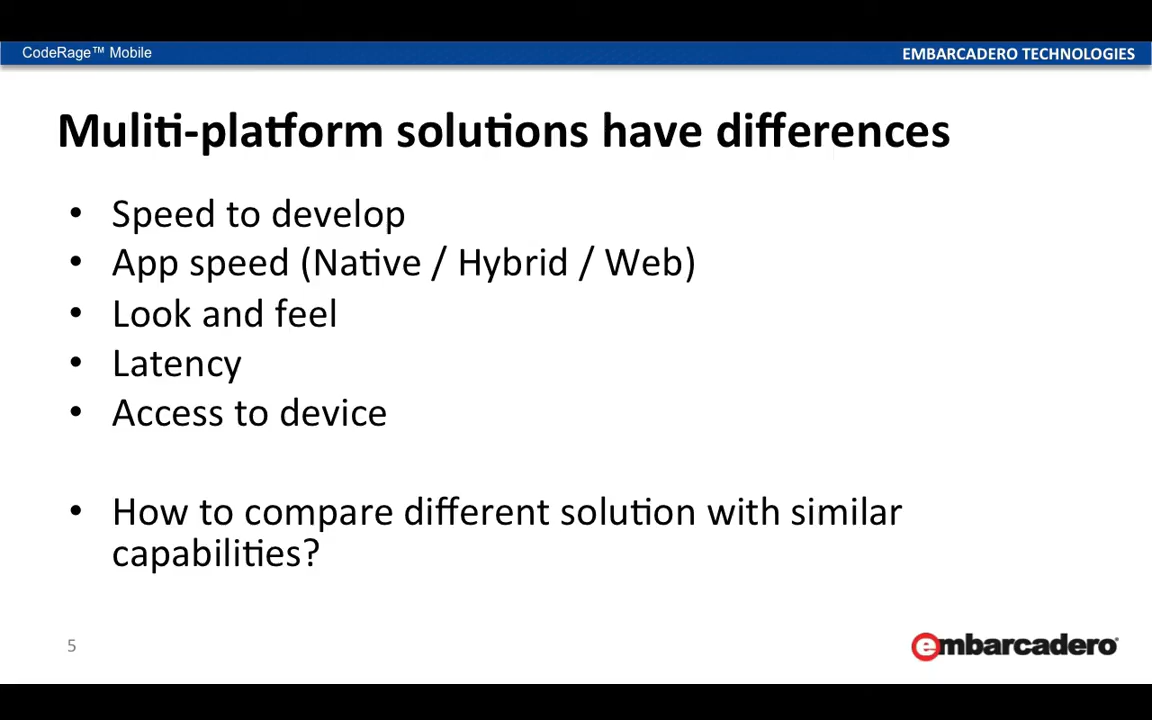 CodeRage™ Mobile
EMBARCADERO TECHNOLOGIES
Muliti-platform solutions have differences
• Speed to develop
• App speed (Native / Hybrid / Web)
• Look and feel
• Latency
• Access to device
• How to compare different solution with similar
capabilities?
5
embarcadero®